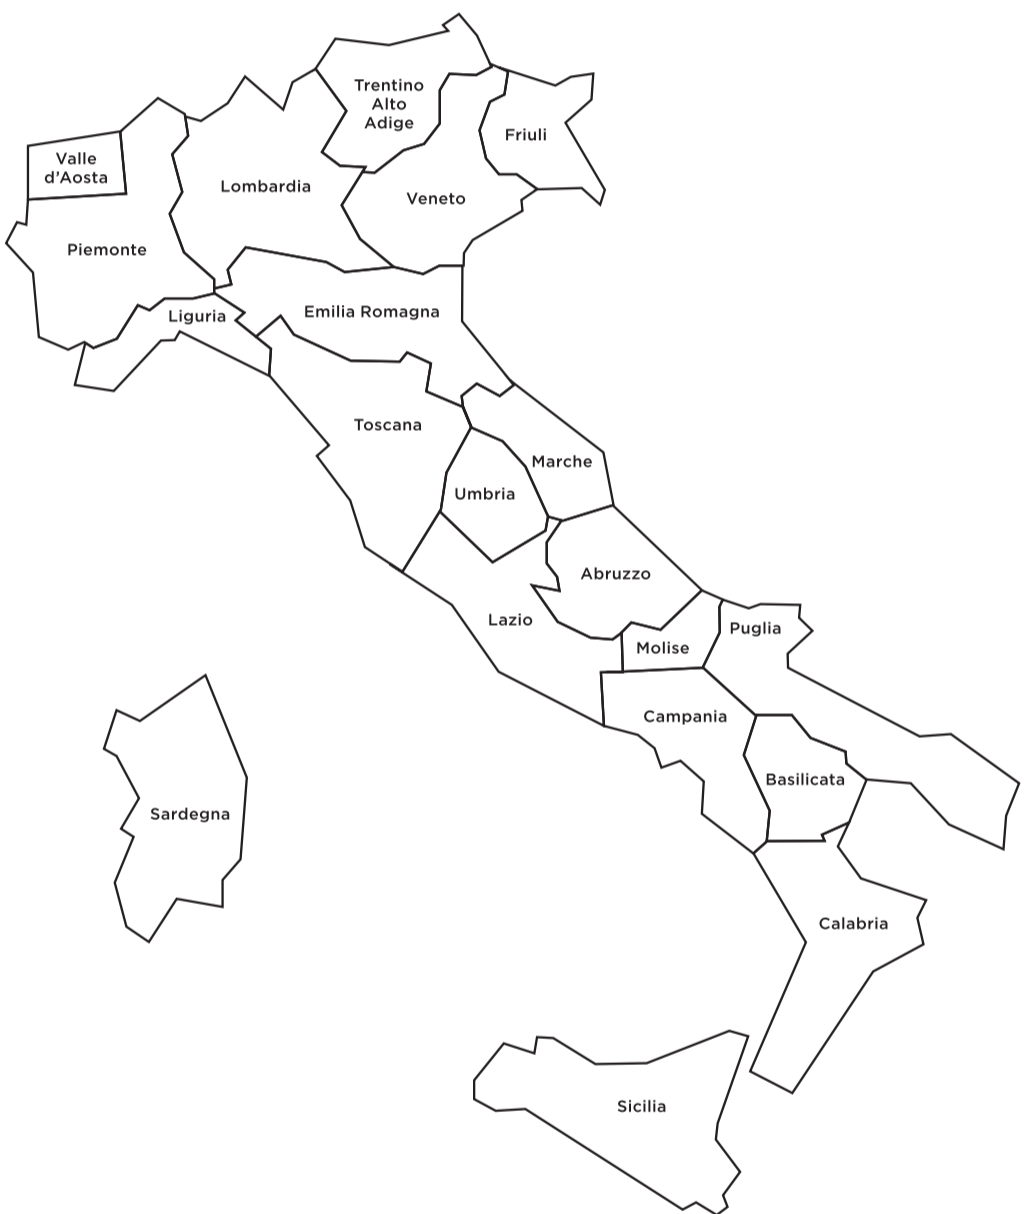 Trentino
Alto
Adige
Friuli
Valle
d'Aosta
Lombardia
Veneto
Piemonte
Liguria
Emilia Romagna
Toscana
Marche
Umbria
Abruzzo
Lazio
Puglia
Molise
Campania
Basilicata
Sardegna
Calabria
Sicilia